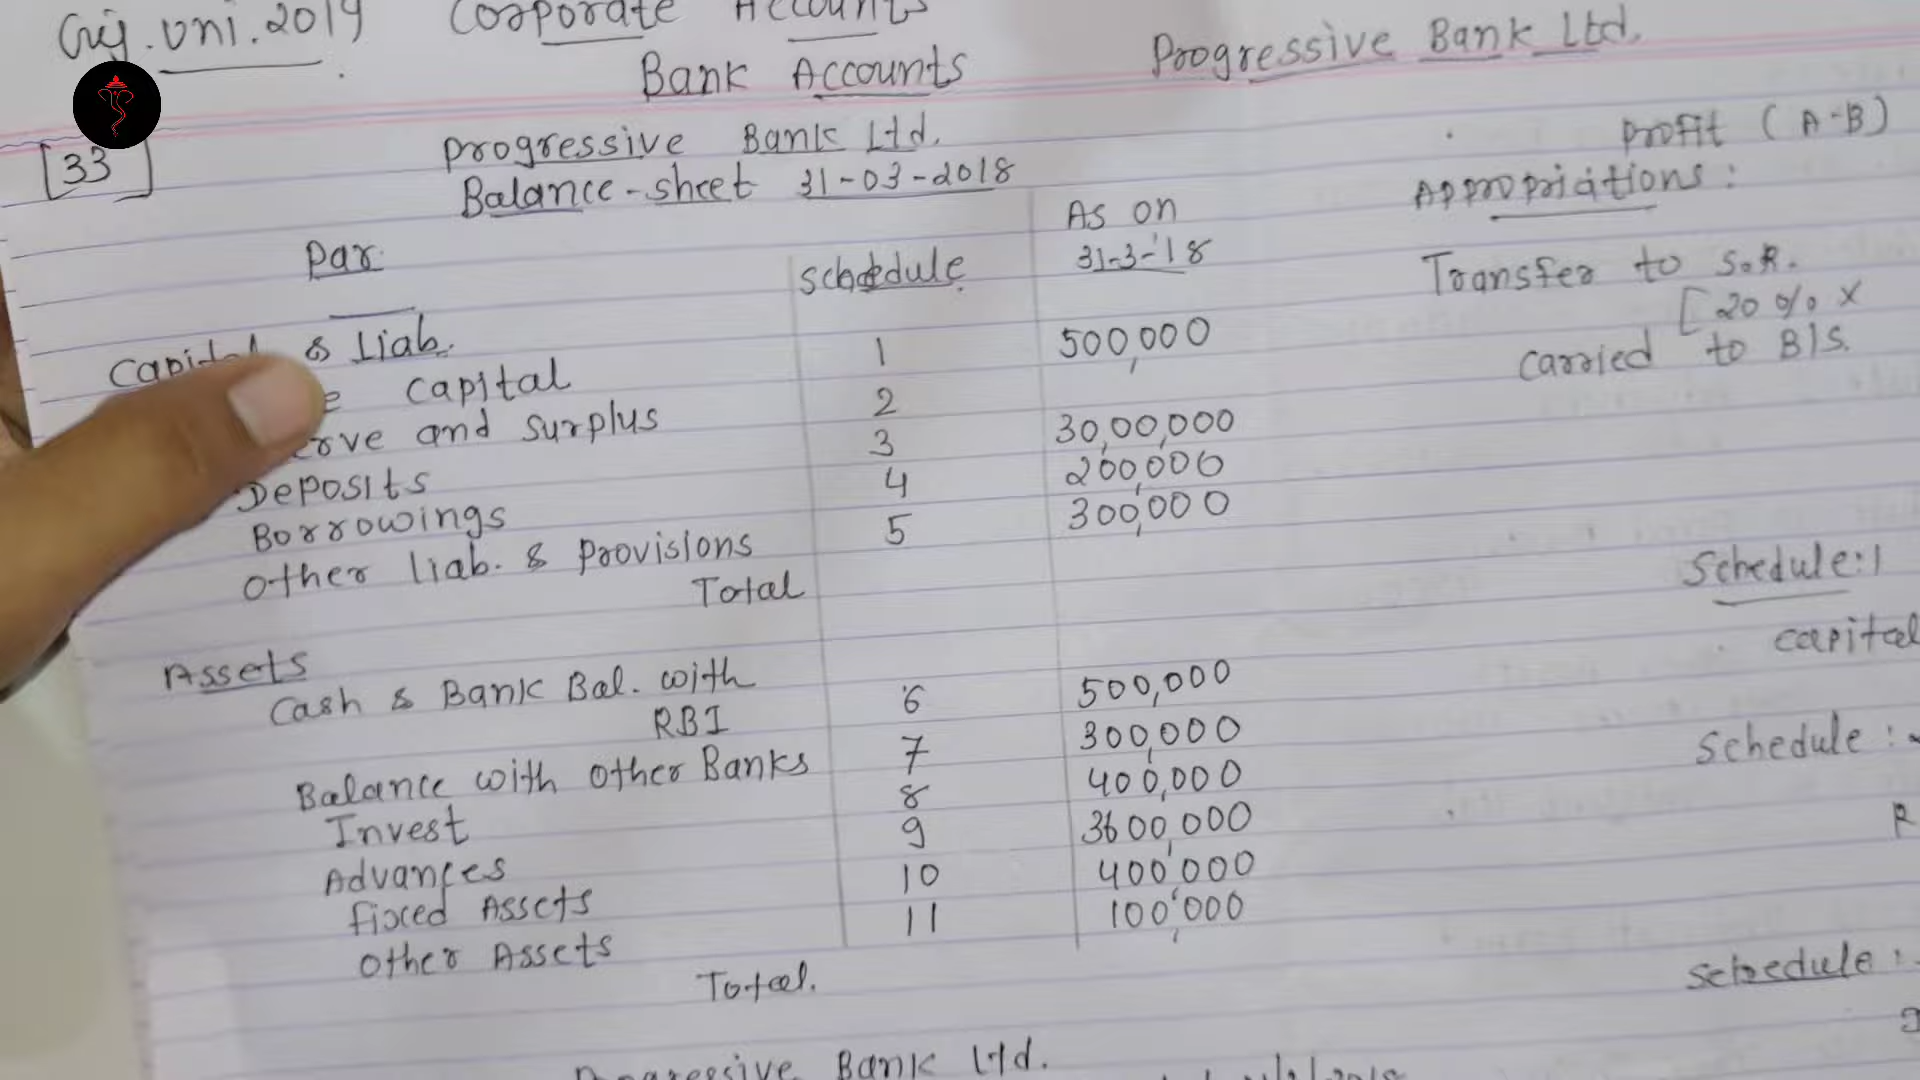 Guj. Uni. 2019 Corporate Accounts
Bank Accounts
Progressive Bank Ltd.
[33]
Progressive Bank Ltd.
Balance-sheet 31-03-2018
Par. Schedule As on 31-3-'18
Capital & Liab.
Capital 1 500,000
and Surplus 2
Deposits 3 30,00,000
Borrowings 4 200,000
Other liab. & Provisions 5 300,000
Total
Assets
Cash & Bank Bal. with
RBI 6 500,000
Balance with other Banks 7 300,000
Invest 8 400,000
Advances 9 3600,000
Fixed Assets 10 400,000
Other Assets 11 100,000
Total.
Progressive Bank Ltd.
Profit (A-B)
Appropriations:
Transfer to S.R.
[20% X
Carried to B/S.
Schedule:1
Capital
Schedule:
R
Schedule: